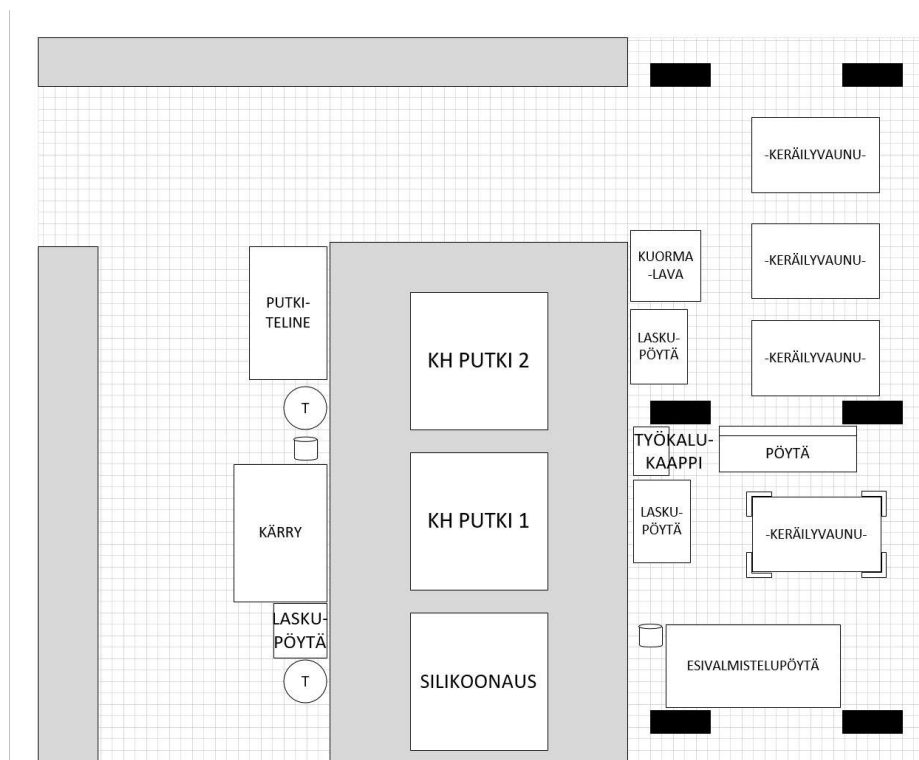 -KERÄILYVAUNU-
KUORMA
-LAVA
-KERÄILYVAUNU-
PUTKI-
TELINE
KH PUTKI 2
LASKU-
PÖYTÄ
-KERÄILYVAUNU-
T
TYÖKALU-
KAAPPI
PÖYTÄ
KÄRRY
KH PUTKI 1
LASKU-
PÖYTÄ
-KERÄILYVAUNU-
LASKU-
PÖYTÄ
T
SILIKOONAUS
ESIVALMISTELUPÖYTÄ